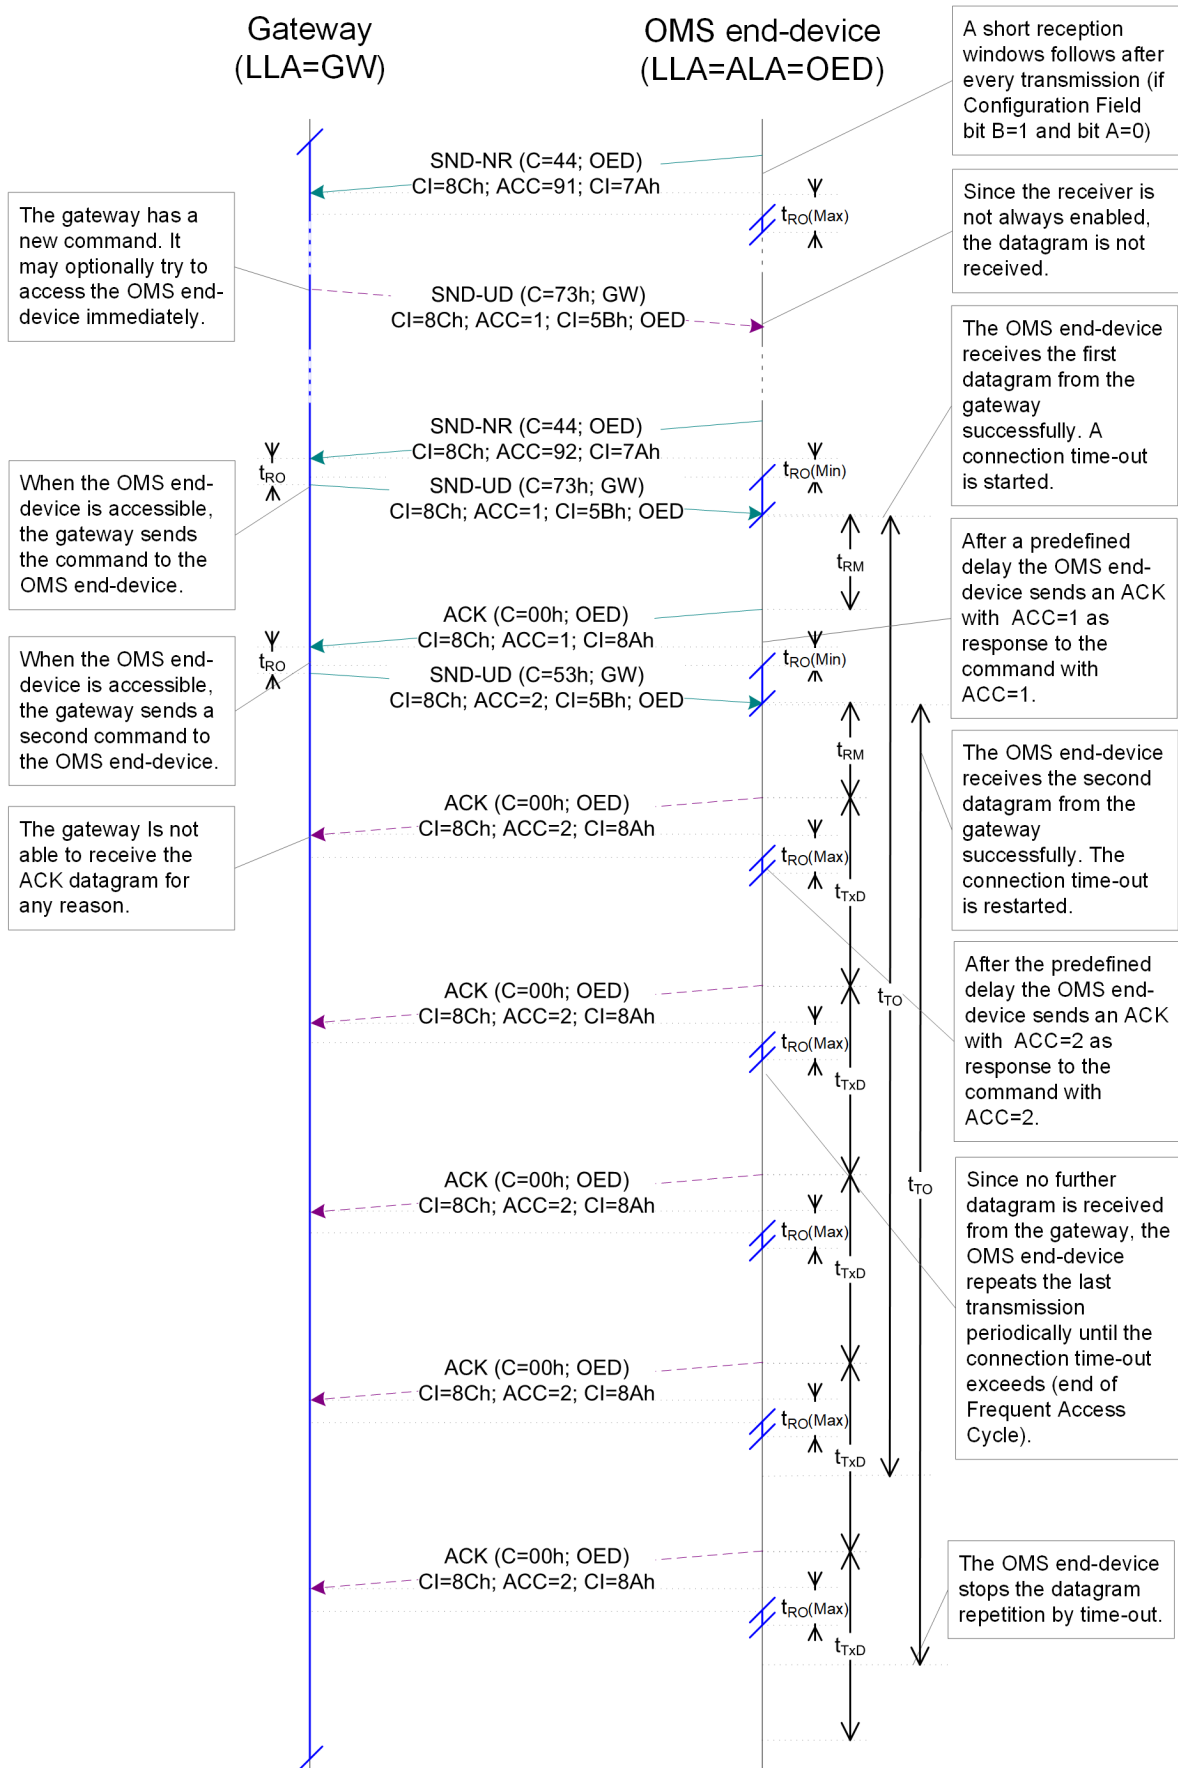 Gateway
(LLA=GW)
OMS end-device
(LLA=ALA=OED)
A short reception
windows follows after
every transmission (if
Configuration Field
bit B=1 and bit A=0)
SND-NR (C=44; OED)
CI=8Ch; ACC=91; CI=7Ah
tRO(Max)
Since the receiver is
not always enabled,
the datagram is not
received.
The gateway has a
new command. It
may optionally try to
access the OMS end-
device immediately.
SND-UD (C=73h; GW)
CI=8Ch; ACC=1; CI=5Bh; OED
The OMS end-device
receives the first
datagram from the
gateway
successfully. A
connection time-out
is started.
SND-NR (C=44; OED)
CI=8Ch; ACC=92; CI=7Ah
tRO
tRO(Min)
When the OMS end-
device is accessible,
the gateway sends
the command to the
OMS end-device.
SND-UD (C=73h; GW)
CI=8Ch; ACC=1; CI=5Bh; OED
tRM
After a predefined
delay the OMS end-
device sends an ACK
with  ACC=1 as
response to the
command with
ACC=1.
ACK (C=00h; OED)
CI=8Ch; ACC=1; CI=8Ah
tRO
tRO(Min)
When the OMS end-
device is accessible,
the gateway sends a
second command to
the OMS end-device.
SND-UD (C=53h; GW)
CI=8Ch; ACC=2; CI=5Bh; OED
tRM
The OMS end-device
receives the second
datagram from the
gateway
successfully. The
connection time-out
is restarted.
ACK (C=00h; OED)
CI=8Ch; ACC=2; CI=8Ah
The gateway Is not
able to receive the
ACK datagram for
any reason.
tRO(Max)
tTxD
After the predefined
delay the OMS end-
device sends an ACK
with  ACC=2 as
response to the
command with
ACC=2.
ACK (C=00h; OED)
CI=8Ch; ACC=2; CI=8Ah
tTO
tRO(Max)
tTxD
ACK (C=00h; OED)
CI=8Ch; ACC=2; CI=8Ah
tTO
tRO(Max)
tTxD
Since no further
datagram is received
from the gateway, the
OMS end-device
repeats the last
transmission
periodically until the
connection time-out
exceeds (end of
Frequent Access
Cycle).
ACK (C=00h; OED)
CI=8Ch; ACC=2; CI=8Ah
tRO(Max)
tTxD
ACK (C=00h; OED)
CI=8Ch; ACC=2; CI=8Ah
tRO(Max)
tTxD
The OMS end-device
stops the datagram
repetition by time-out.